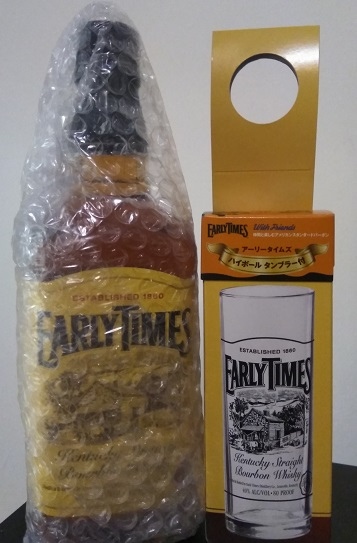 ESTABLISHED 1860
EARLY TIMES
Kentucky
EARLY TIMES With Friends
アーリータイムズ
ハイボール タンブラー付
ESTABLISHED 1860
EARLY TIMES
Kentucky Straight
Bourbon Whisky
40% ALC/VOL • 80 PROOF